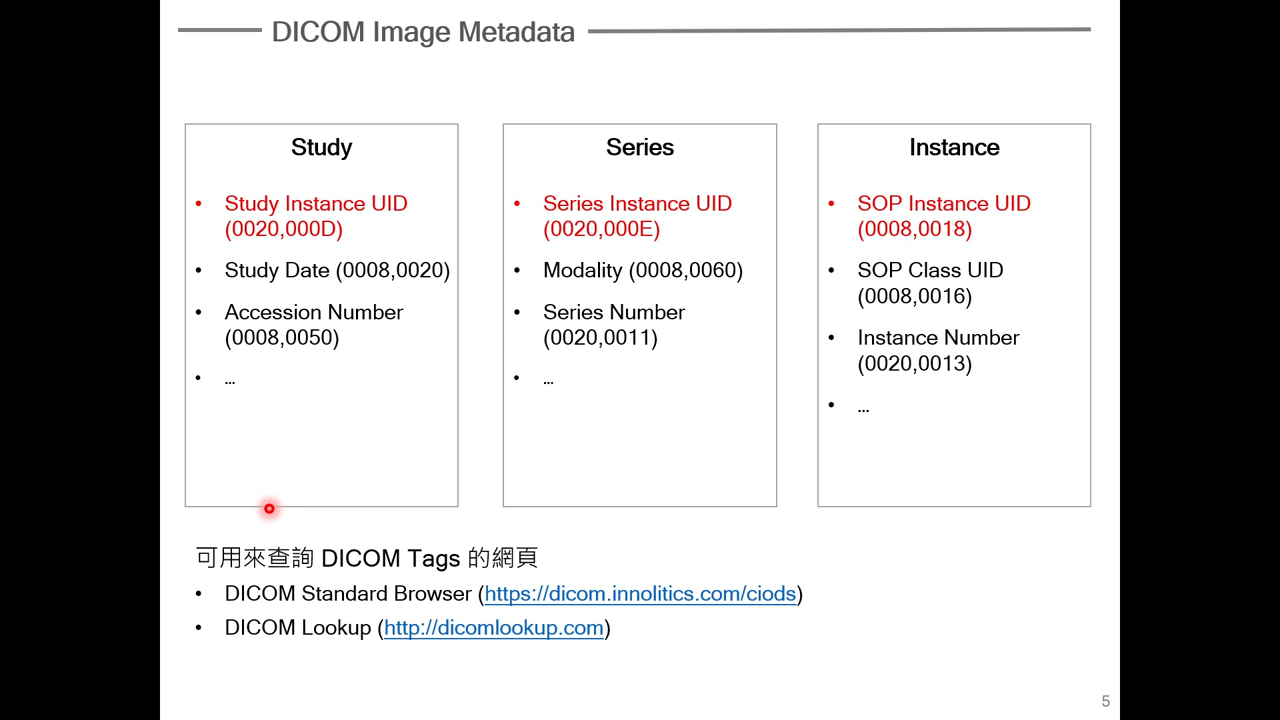 DICOM Image Metadata
Study
• Study Instance UID
(0020,000D)
• Study Date (0008,0020)
• Accession Number
(0008,0050)
• ...
Series
• Series Instance UID
(0020,000E)
• Modality (0008,0060)
• Series Number
(0020,0011)
• ...
Instance
• SOP Instance UID
(0008,0018)
• SOP Class UID
(0008,0016)
• Instance Number
(0020,0013)
• ...
可用來查詢 DICOM Tags 的網頁
• DICOM Standard Browser (https://dicom.innolitics.com/ciods)
• DICOM Lookup (http://dicomlookup.com)
5